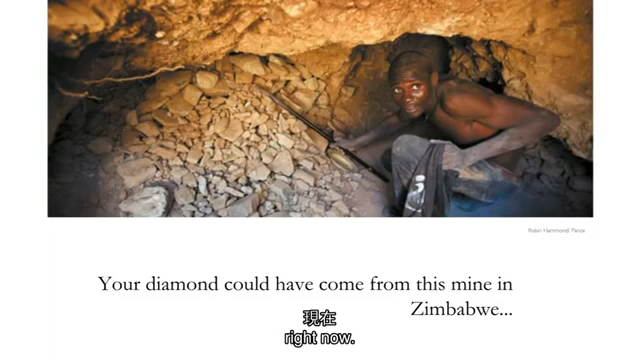 Robin Hammond/ Panos
Your diamond could have come from this mine in
Zimbabwe...
現在
right now.